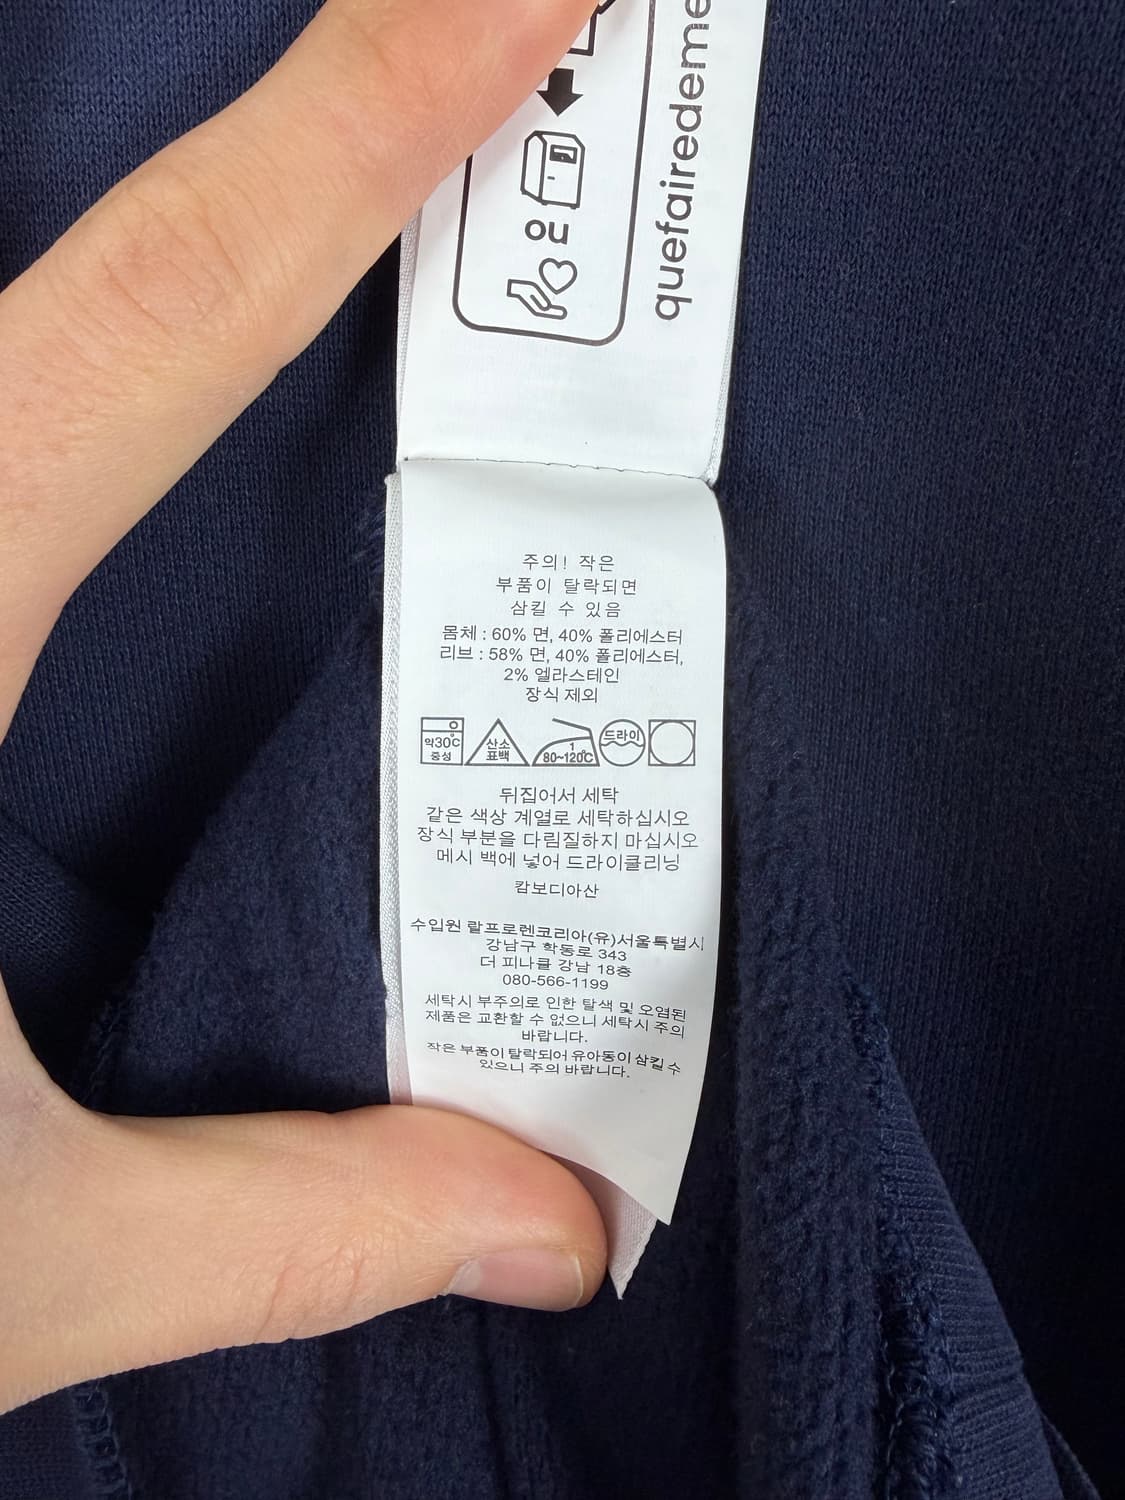 OU
quefairedeme
주의! 작은
부품이 탈락되면
삼킬 수 있음
몸체 : 60% 면, 40% 폴리에스터
리브 : 58% 면, 40% 폴리에스터,
2% 엘라스테인
장식 제외
약30℃
중성
산소
표백
1
80~120℃
드라이
뒤집어서 세탁
같은 색상 계열로 세탁하십시오
장식 부분을 다림질하지 마십시오
메시 백에 넣어 드라이클리닝
캄보디아산
수입원 랄프로렌코리아(유)서울특별시
강남구 학동로 343
더 피나클 강남 18층
080-566-1199
세탁시 부주의로 인한 탈색 및 오염된
제품은 교환할 수 없으니 세탁시 주의
바랍니다.
작은 부품이 탈락되어 유아동이 삼킬 수
있으니 주의 바랍니다.